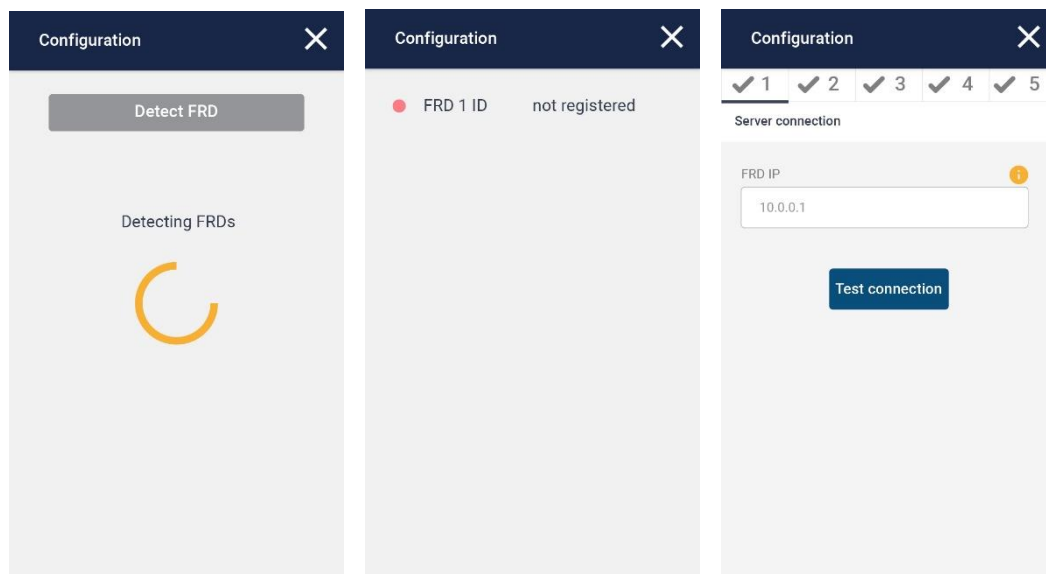 Configuration
Detect FRD
Detecting FRDs
Configuration
FRD 1 ID not registered
Configuration
1 2 3 4 5
Server connection
FRD IP
10.0.0.1
Test connection